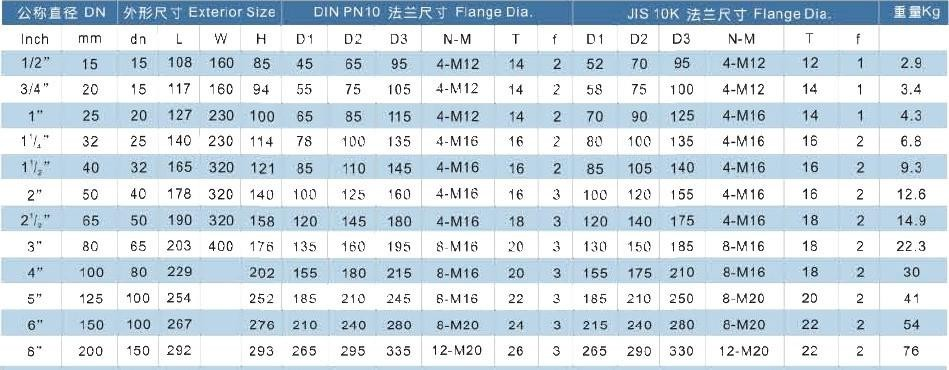 公称直径 DN 外形尺寸 Exterior Size DIN PN10 法兰尺寸 Flange Dia. JIS 10K 法兰尺寸 Flange Dia. 重量Kg
Inch mm dn L W H D1 D2 D3 N-M T f D1 D2 D3 N-M T f
1/2" 15 15 108 160 85 45 65 95 4-M12 14 2 52 70 95 4-M12 12 1 2.9
3/4" 20 15 117 160 94 55 75 105 4-M12 14 2 58 75 100 4-M12 14 1 3.4
1" 25 20 127 230 100 65 85 115 4-M12 14 2 70 90 125 4-M16 14 1 4.3
1¹/₄" 32 25 140 230 114 78 100 135 4-M16 16 2 80 100 135 4-M16 16 2 6.8
1¹/₂" 40 32 165 320 121 85 110 145 4-M16 16 2 85 105 140 4-M16 16 2 9.3
2" 50 40 178 320 140 100 125 160 4-M16 16 3 100 120 155 4-M16 16 2 12.6
2¹/₂" 65 50 190 320 158 120 145 180 4-M16 18 3 120 140 175 4-M16 18 2 14.9
3" 80 65 203 400 176 135 160 195 8-M16 20 3 130 150 185 8-M16 18 2 22.3
4" 100 80 229 202 155 180 215 8-M16 20 3 155 175 210 8-M16 18 2 30
5" 125 100 254 252 185 210 245 8-M16 22 3 185 210 250 8-M20 20 2 41
6" 150 100 267 276 210 240 280 8-M20 24 3 215 240 280 8-M20 22 2 54
8" 200 150 292 293 265 295 335 12-M20 26 3 265 290 330 12-M20 22 2 76